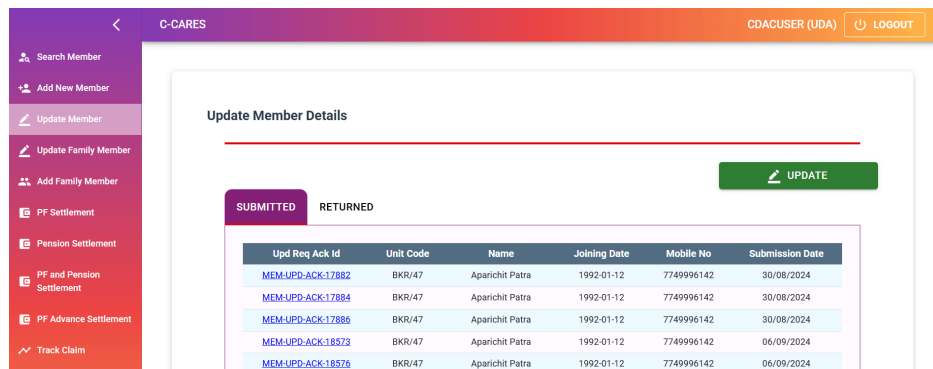 C-CARES
CDACUSER (UDA) LOGOUT
Search Member
Add New Member
Update Member
Update Family Member
Add Family Member
PF Settlement
Pension Settlement
PF and Pension
Settlement
PF Advance Settlement
Track Claim
Update Member Details
UPDATE
SUBMITTED RETURNED
Upd Req Ack Id Unit Code Name Joining Date Mobile No Submission Date
MEM-UPD-ACK-17882 BKR/47 Aparichit Patra 1992-01-12 7749996142 30/08/2024
MEM-UPD-ACK-17884 BKR/47 Aparichit Patra 1992-01-12 7749996142 30/08/2024
MEM-UPD-ACK-17886 BKR/47 Aparichit Patra 1992-01-12 7749996142 30/08/2024
MEM-UPD-ACK-18573 BKR/47 Aparichit Patra 1992-01-12 7749996142 06/09/2024
MEM-UPD-ACK-18576 BKR/47 Aparichit Patra 1992-01-12 7749996142 06/09/2024